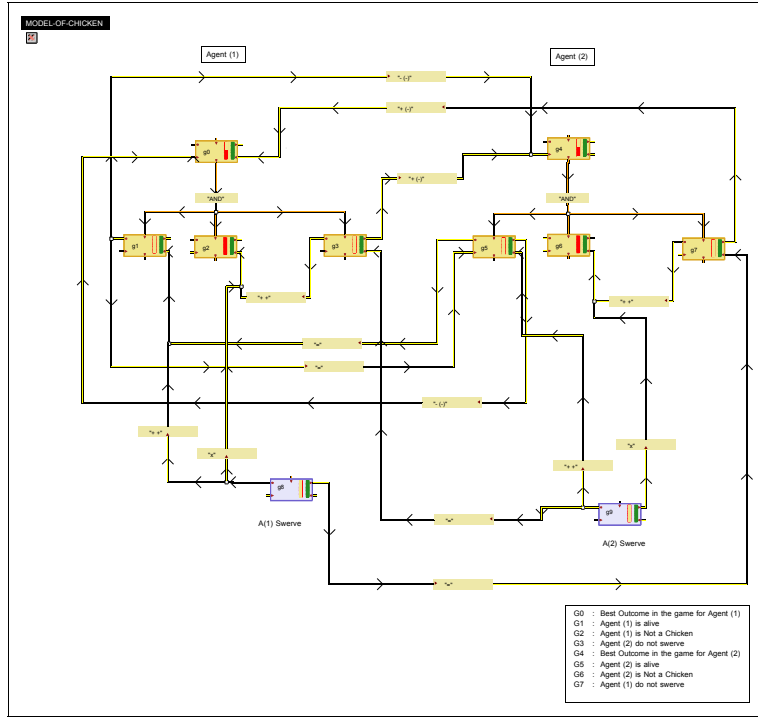 MODEL-OF-CHICKEN
Agent (1)
Agent (2)
"- (-)"
"+ (-)"
g0
g4
"+ (-)"
"AND"
"AND"
g1
g2
g3
g5
g6
g7
"+ +"
"+ +"
"="
"="
"- (-)"
"+ +"
"x"
"x"
"+ +"
g8
g9
A(1) Swerve
"="
A(2) Swerve
"="
G0 : Best Outcome in the game for Agent (1)
G1 : Agent (1) is alive
G2 : Agent (1) is Not a Chicken
G3 : Agent (2) do not swerve
G4 : Best Outcome in the game for Agent (2)
G5 : Agent (2) is alive
G6 : Agent (2) is Not a Chicken
G7 : Agent (1) do not swerve